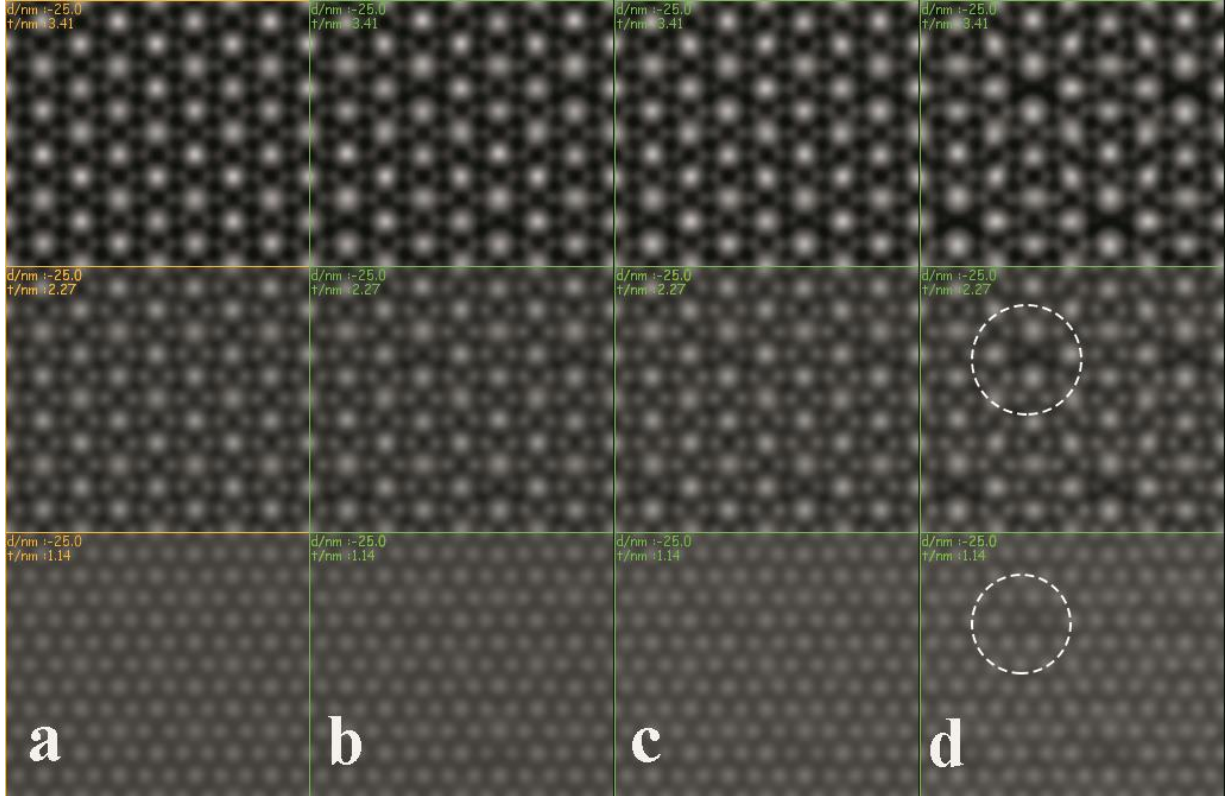 d/nm :-25.0
t/nm :3.41
d/nm :-25.0
t/nm :3.41
d/nm :-25.0
t/nm :3.41
d/nm :-25.0
t/nm :3.41
d/nm :-25.0
t/nm :2.27
d/nm :-25.0
t/nm :2.27
d/nm :-25.0
t/nm :2.27
d/nm :-25.0
t/nm :2.27
d/nm :-25.0
t/nm :1.14
d/nm :-25.0
t/nm :1.14
d/nm :-25.0
t/nm :1.14
d/nm :-25.0
t/nm :1.14
a
b
c
d